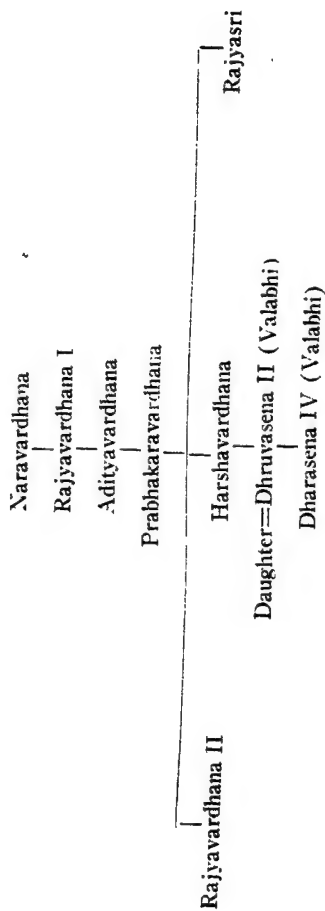 Naravardhana
Rajyavardhana I
Adityavardhana
Prabhakaravardhana
Rajyavardhana II
Harshavardhana
Rajyasri
Daughter=Dhruvasena II (Valabhi)
Dharasena IV (Valabhi)